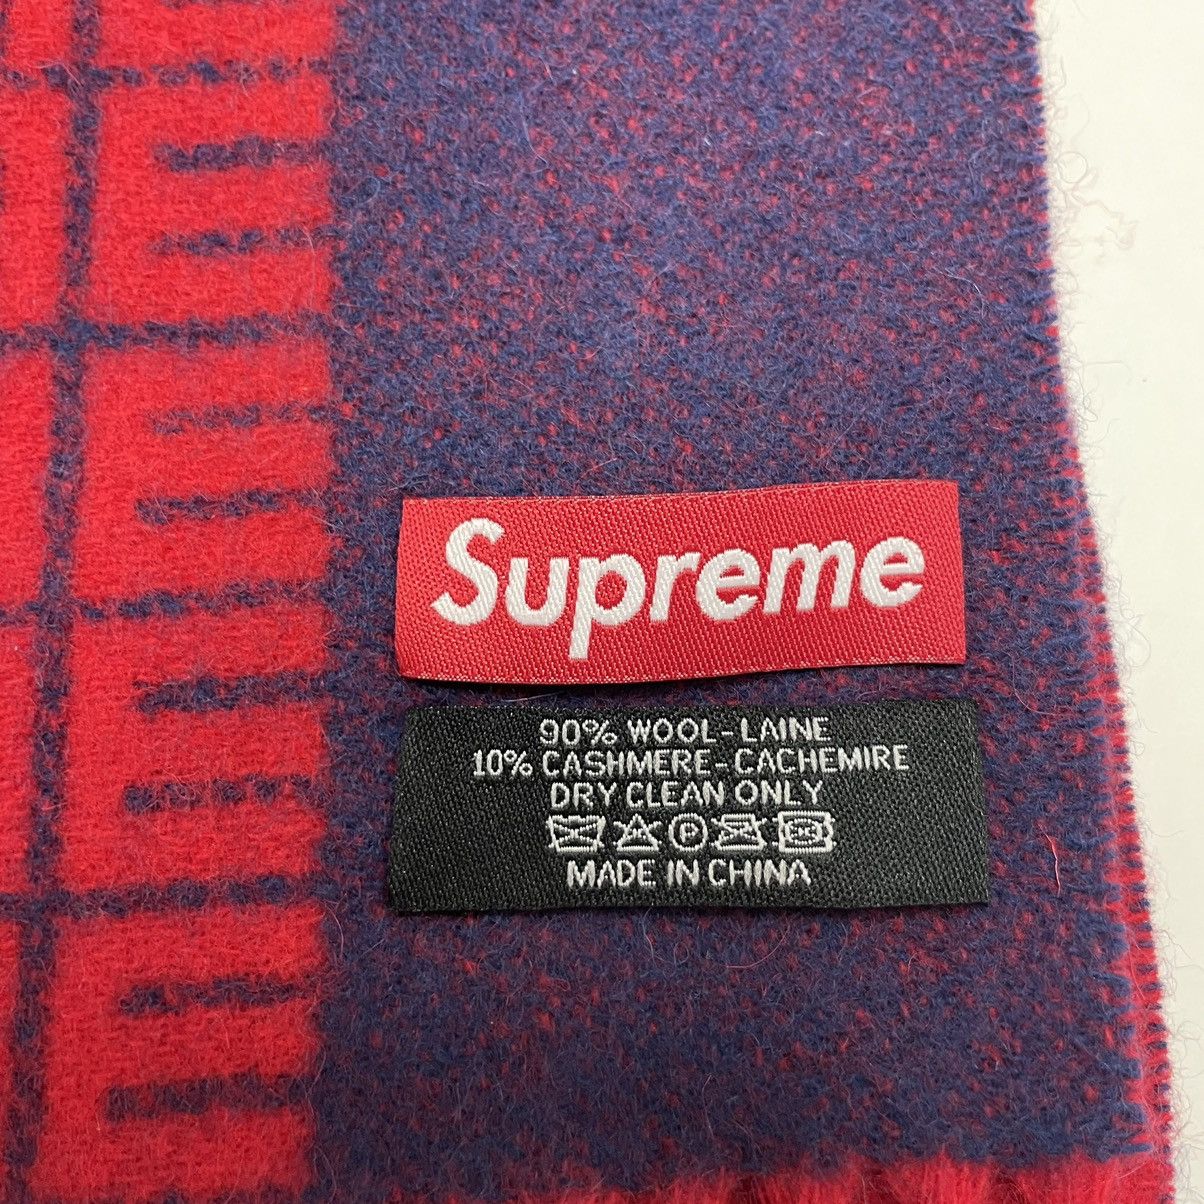 Supreme
90% WOOL-LAINE
10% CASHMERE-CACHEMIRE
DRY CLEAN ONLY
P
MADE IN CHINA